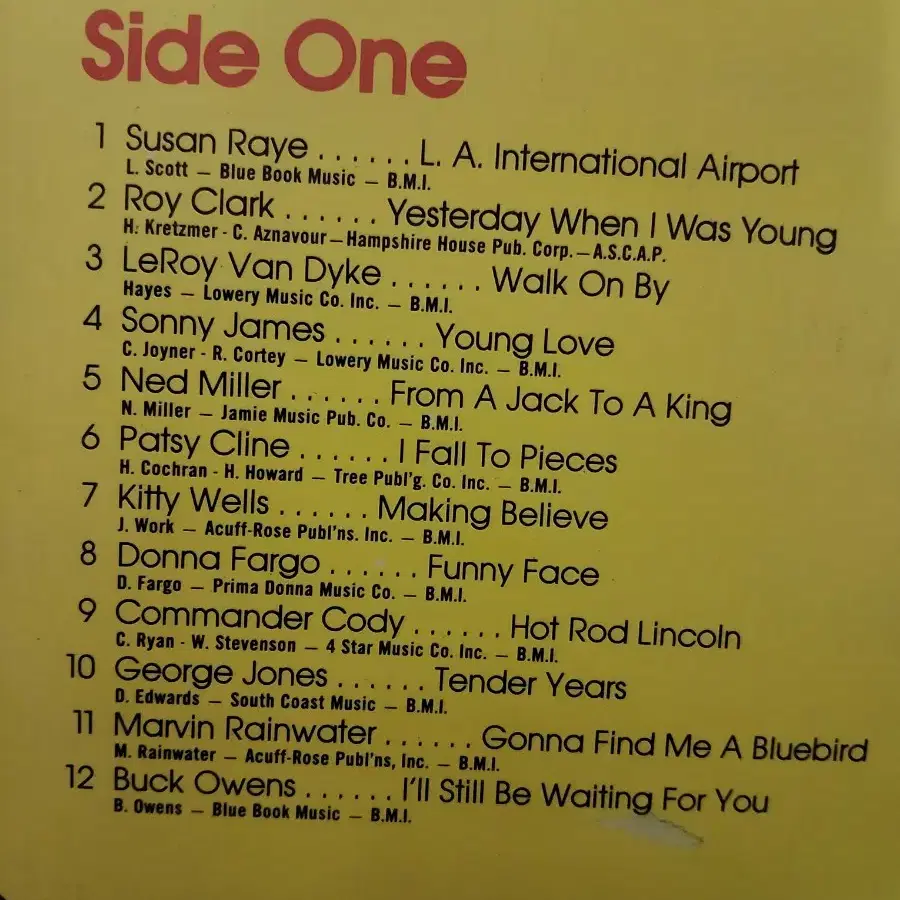 Side One
1 Susan Raye . . . . . . L. A. International Airport
L. Scott — Blue Book Music — B.M.I.
2 Roy Clark . . . . . . Yesterday When I Was Young
H. Kretzmer - C. Aznavour — Hampshire House Pub. Corp. — A.S.C.A.P.
3 LeRoy Van Dyke . . . . . . Walk On By
Hayes — Lowery Music Co. Inc. — B.M.I.
4 Sonny James . . . . . . Young Love
C. Joyner - R. Cortey — Lowery Music Co. Inc. — B.M.I.
5 Ned Miller . . . . . . From A Jack To A King
N. Miller — Jamie Music Pub. Co. — B.M.I.
6 Patsy Cline . . . . . . I Fall To Pieces
H. Cochran - H. Howard — Tree Publ'g. Co. Inc. — B.M.I.
7 Kitty Wells . . . . . . Making Believe
J. Work — Acuff-Rose Publ'ns. Inc. — B.M.I.
8 Donna Fargo . . . . . . Funny Face
D. Fargo — Prima Donna Music Co. — B.M.I.
9 Commander Cody . . . . . . Hot Rod Lincoln
C. Ryan - W. Stevenson — 4 Star Music Co. Inc. — B.M.I.
10 George Jones . . . . . . Tender Years
D. Edwards — South Coast Music — B.M.I.
11 Marvin Rainwater . . . . . . Gonna Find Me A Bluebird
M. Rainwater — Acuff-Rose Publ'ns, Inc. — B.M.I.
12 Buck Owens . . . . . . I'll Still Be Waiting For You
B. Owens — Blue Book Music — B.M.I.